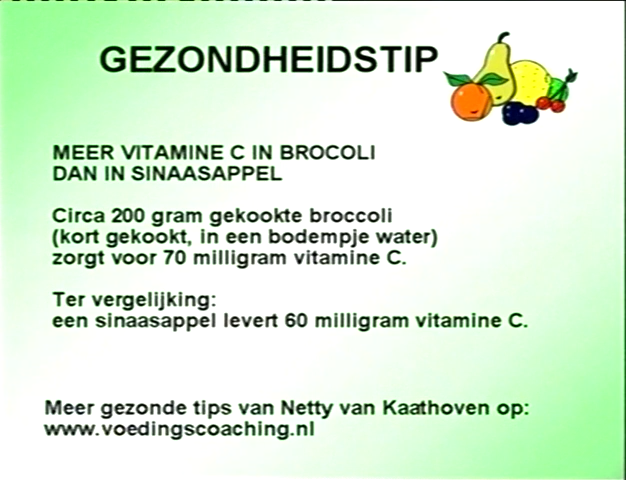 GEZONDHEIDSTIP
MEER VITAMINE C IN BROCOLI
DAN IN SINAASAPPEL
Circa 200 gram gekookte broccoli
(kort gekookt, in een bodempje water)
zorgt voor 70 milligram vitamine C.
Ter vergelijking:
een sinaasappel levert 60 milligram vitamine C.
Meer gezonde tips van Netty van Kaathoven op:
www.voedingscoaching.nl